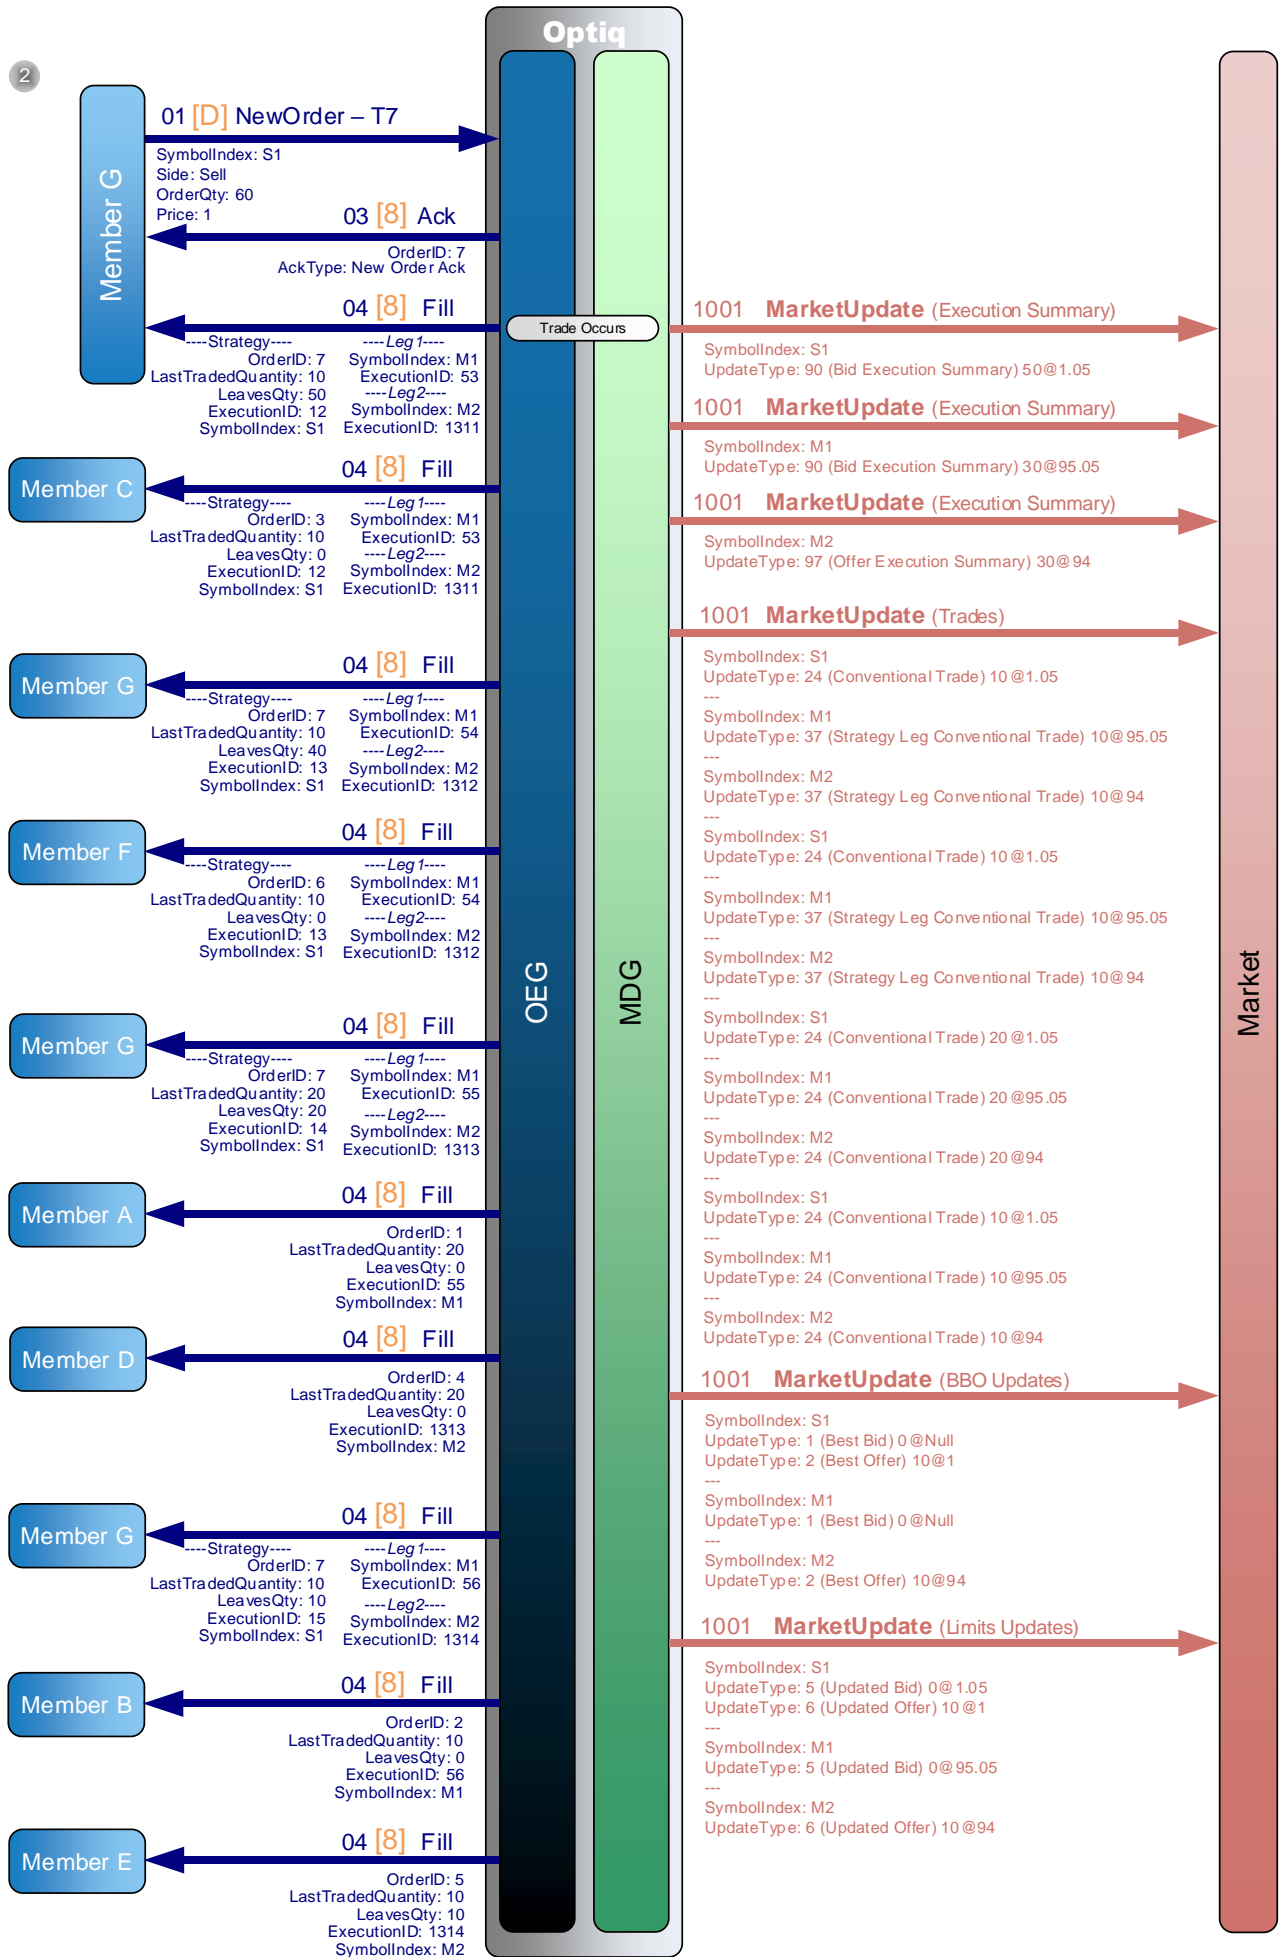 Optiq
2
Member G
01 [D] NewOrder – T7
SymbolIndex: S1
Side: Sell
OrderQty: 60
Price: 1
03 [8] Ack
OrderID: 7
AckType: New Order Ack
04 [8] Fill
----Strategy----
OrderID: 7
LastTradedQuantity: 10
LeavesQty: 50
ExecutionID: 12
SymbolIndex: S1
----Leg1----
SymbolIndex: M1
ExecutionID: 53
----Leg2----
SymbolIndex: M2
ExecutionID: 1311
Member C
04 [8] Fill
----Strategy----
OrderID: 3
LastTradedQuantity: 10
LeavesQty: 0
ExecutionID: 12
SymbolIndex: S1
----Leg1----
SymbolIndex: M1
ExecutionID: 53
----Leg2----
SymbolIndex: M2
ExecutionID: 1311
Member G
04 [8] Fill
----Strategy----
OrderID: 7
LastTradedQuantity: 10
LeavesQty: 40
ExecutionID: 13
SymbolIndex: S1
----Leg1----
SymbolIndex: M1
ExecutionID: 54
----Leg2----
SymbolIndex: M2
ExecutionID: 1312
Member F
04 [8] Fill
----Strategy----
OrderID: 6
LastTradedQuantity: 10
LeavesQty: 0
ExecutionID: 13
SymbolIndex: S1
----Leg1----
SymbolIndex: M1
ExecutionID: 54
----Leg2----
SymbolIndex: M2
ExecutionID: 1312
Member G
04 [8] Fill
----Strategy----
OrderID: 7
LastTradedQuantity: 20
LeavesQty: 20
ExecutionID: 14
SymbolIndex: S1
----Leg1----
SymbolIndex: M1
ExecutionID: 55
----Leg2----
SymbolIndex: M2
ExecutionID: 1313
Member A
04 [8] Fill
OrderID: 1
LastTradedQuantity: 20
LeavesQty: 0
ExecutionID: 55
SymbolIndex: M1
Member D
04 [8] Fill
OrderID: 4
LastTradedQuantity: 20
LeavesQty: 0
ExecutionID: 1313
SymbolIndex: M2
Member G
04 [8] Fill
----Strategy----
OrderID: 7
LastTradedQuantity: 10
LeavesQty: 10
ExecutionID: 15
SymbolIndex: S1
----Leg1----
SymbolIndex: M1
ExecutionID: 56
----Leg2----
SymbolIndex: M2
ExecutionID: 1314
Member B
04 [8] Fill
OrderID: 2
LastTradedQuantity: 10
LeavesQty: 0
ExecutionID: 56
SymbolIndex: M1
Member E
04 [8] Fill
OrderID: 5
LastTradedQuantity: 10
LeavesQty: 10
ExecutionID: 1314
SymbolIndex: M2
Trade Occurs
OEG
MDG
1001 MarketUpdate (Execution Summary)
SymbolIndex: S1
UpdateType: 90 (Bid Execution Summary) 50@1.05
1001 MarketUpdate (Execution Summary)
SymbolIndex: M1
UpdateType: 90 (Bid Execution Summary) 30@95.05
1001 MarketUpdate (Execution Summary)
SymbolIndex: M2
UpdateType: 97 (Offer Execution Summary) 30@94
1001 MarketUpdate (Trades)
SymbolIndex: S1
UpdateType: 24 (Conventional Trade) 10@1.05
---
SymbolIndex: M1
UpdateType: 37 (Strategy Leg Conventional Trade) 10@95.05
---
SymbolIndex: M2
UpdateType: 37 (Strategy Leg Conventional Trade) 10@94
---
SymbolIndex: S1
UpdateType: 24 (Conventional Trade) 10@1.05
---
SymbolIndex: M1
UpdateType: 37 (Strategy Leg Conventional Trade) 10@95.05
---
SymbolIndex: M2
UpdateType: 37 (Strategy Leg Conventional Trade) 10@94
---
SymbolIndex: S1
UpdateType: 24 (Conventional Trade) 20@1.05
---
SymbolIndex: M1
UpdateType: 24 (Conventional Trade) 20@95.05
---
SymbolIndex: M2
UpdateType: 24 (Conventional Trade) 20@94
---
SymbolIndex: S1
UpdateType: 24 (Conventional Trade) 10@1.05
---
SymbolIndex: M1
UpdateType: 24 (Conventional Trade) 10@95.05
---
SymbolIndex: M2
UpdateType: 24 (Conventional Trade) 10@94
1001 MarketUpdate (BBO Updates)
SymbolIndex: S1
UpdateType: 1 (Best Bid) 0@Null
UpdateType: 2 (Best Offer) 10@1
---
SymbolIndex: M1
UpdateType: 1 (Best Bid) 0@Null
---
SymbolIndex: M2
UpdateType: 2 (Best Offer) 10@94
1001 MarketUpdate (Limits Updates)
SymbolIndex: S1
UpdateType: 5 (Updated Bid) 0@1.05
UpdateType: 6 (Updated Offer) 10@1
---
SymbolIndex: M1
UpdateType: 5 (Updated Bid) 0@95.05
---
SymbolIndex: M2
UpdateType: 6 (Updated Offer) 10@94
Market